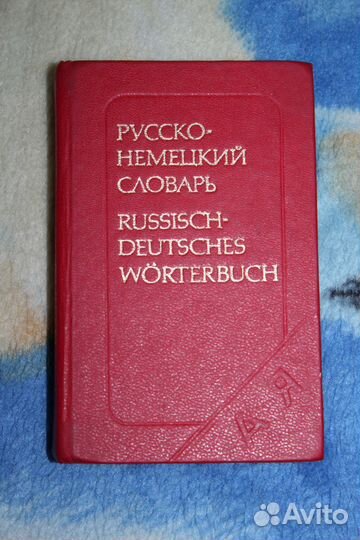 РУССКО-
НЕМЕЦКИЙ
СЛОВАРЬ
RUSSISCH-
DEUTSCHES
WÖRTERBUCH
А Я
Avito